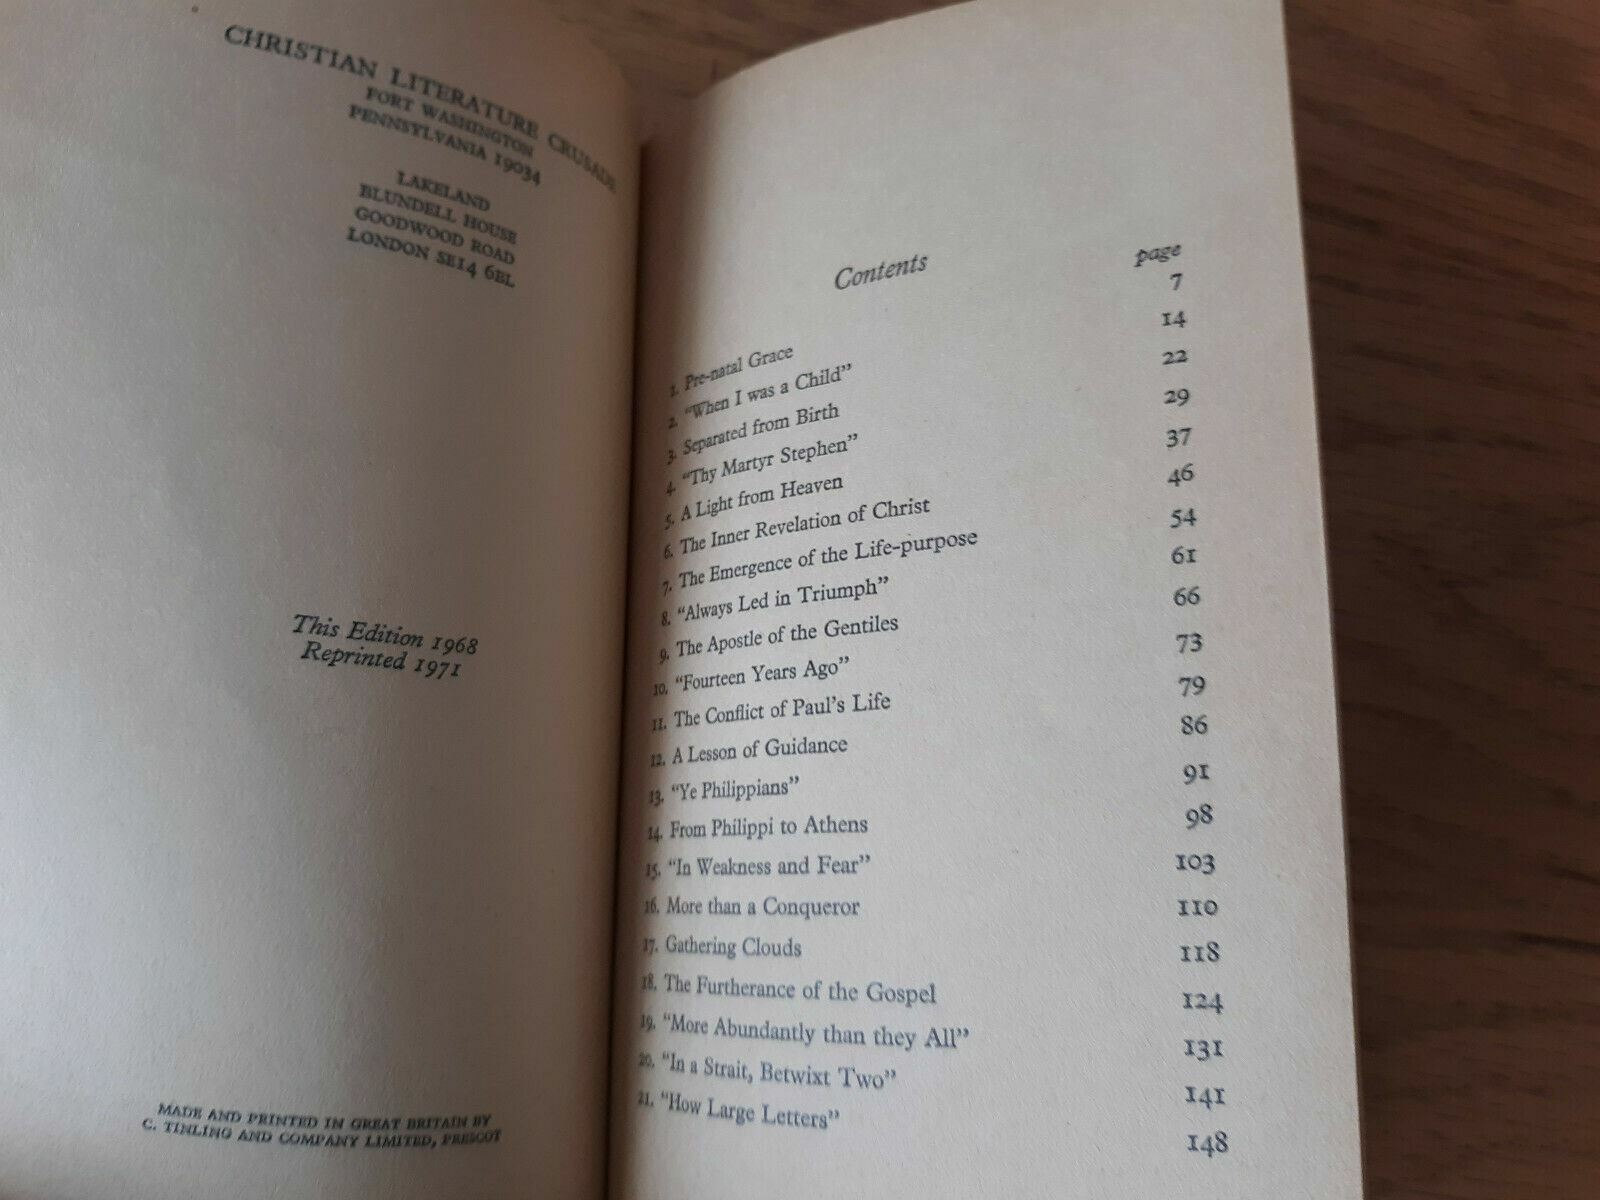 CHRISTIAN LITERATURE CRUSADE
FORT WASHINGTON
PENNSYLVANIA 19034
LAKELAND
BLUNDELL HOUSE
GOODWOOD ROAD
LONDON SE14 6BL
This Edition 1968
Reprinted 1971
MADE AND PRINTED IN GREAT BRITAIN BY
C. TINLING AND COMPANY LIMITED, PRESCOT
Contents
page
1. Pre-natal Grace 7
2. "When I was a Child" 14
3. Separated from Birth 22
4. "Thy Martyr Stephen" 29
5. A Light from Heaven 37
6. The Inner Revelation of Christ 46
7. The Emergence of the Life-purpose 54
8. "Always Led in Triumph" 61
9. The Apostle of the Gentiles 66
10. "Fourteen Years Ago" 73
11. The Conflict of Paul's Life 79
12. A Lesson of Guidance 86
13. "Ye Philippians" 91
14. From Philippi to Athens 98
15. "In Weakness and Fear" 103
16. More than a Conqueror 110
17. Gathering Clouds 118
18. The Furtherance of the Gospel 124
19. "More Abundantly than they All" 131
20. "In a Strait, Betwixt Two" 141
21. "How Large Letters" 148